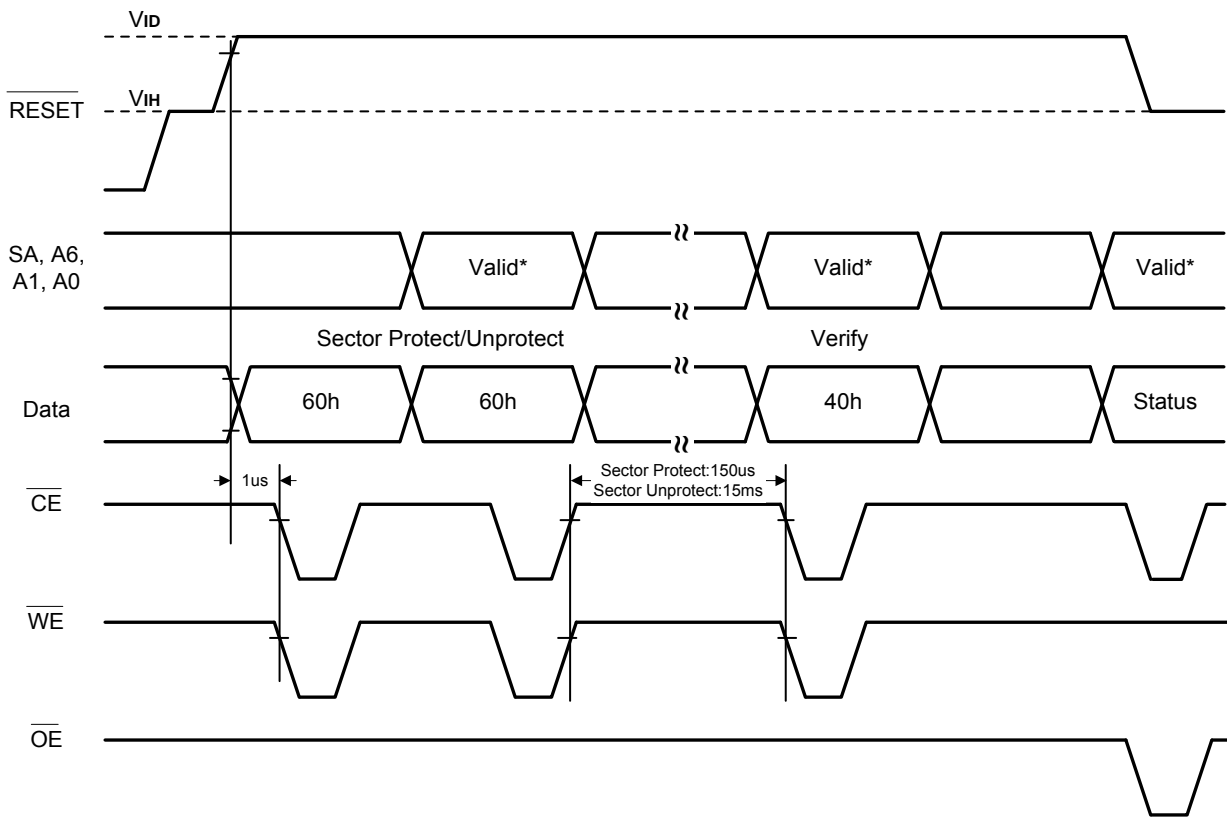 VID
RESET
VIH
SA, A6,
A1, A0
Valid*
Valid*
Valid*
Sector Protect/Unprotect
Verify
Data
60h
60h
40h
Status
1us
Sector Protect:150us
Sector Unprotect:15ms
CE
WE
OE